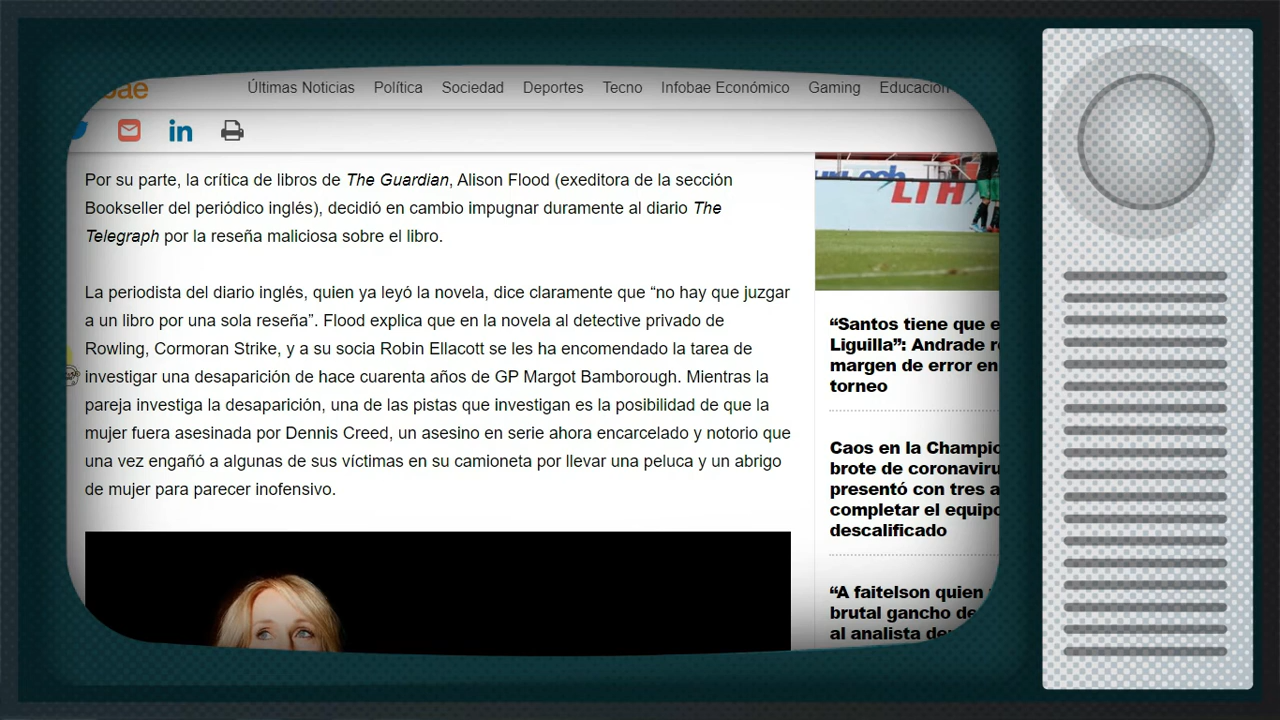 bae
Últimas Noticias Política Sociedad Deportes Tecno Infobae Económico Gaming Educación
in
Por su parte, la crítica de libros de The Guardian, Alison Flood (exeditora de la sección
Bookseller del periódico inglés), decidió en cambio impugnar duramente al diario The
Telegraph por la reseña maliciosa sobre el libro.
La periodista del diario inglés, quien ya leyó la novela, dice claramente que “no hay que juzgar
a un libro por una sola reseña”. Flood explica que en la novela al detective privado de
Rowling, Cormoran Strike, y a su socia Robin Ellacott se les ha encomendado la tarea de
investigar una desaparición de hace cuarenta años de GP Margot Bamborough. Mientras la
pareja investiga la desaparición, una de las pistas que investigan es la posibilidad de que la
mujer fuera asesinada por Dennis Creed, un asesino en serie ahora encarcelado y notorio que
una vez engañó a algunas de sus víctimas en su camioneta por llevar una peluca y un abrigo
de mujer para parecer inofensivo.
“Santos tiene que e
Liguilla”: Andrade r
margen de error en
torneo
Caos en la Champio
brote de coronaviru
presentó con tres a
completar el equipo
descalificado
“A faitelson quien
brutal gancho de
al analista de